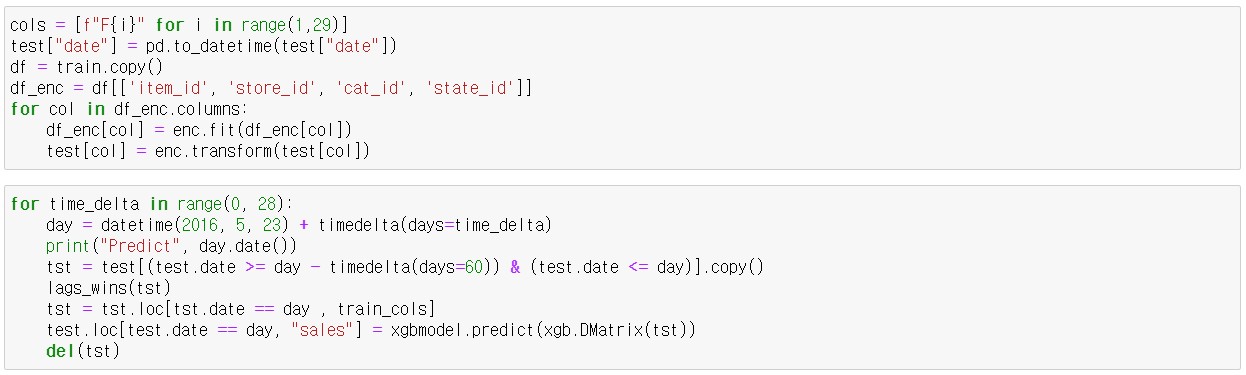 cols = [f"F{i}" for i in range(1,29)]
test["date"] = pd.to_datetime(test["date"])
df = train.copy()
df_enc = df[['item_id', 'store_id', 'cat_id', 'state_id']]
for col in df_enc.columns:
    df_enc[col] = enc.fit(df_enc[col])
    test[col] = enc.transform(test[col])
for time_delta in range(0, 28):
    day = datetime(2016, 5, 23) + timedelta(days=time_delta)
    print("Predict", day.date())
    tst = test[(test.date >= day - timedelta(days=60)) & (test.date <= day)].copy()
    lags_wins(tst)
    tst = tst.loc[tst.date == day , train_cols]
    test.loc[test.date == day, "sales"] = xgbmodel.predict(xgb.DMatrix(tst))
    del(tst)